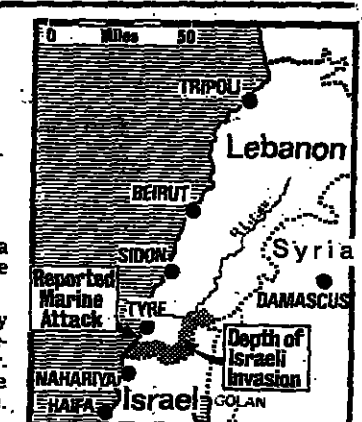 0 Miles 50
TRIPOLI
Lebanon
BEIRUT
Syria
SIDON
DAMASCUS
Reported
Marine
Attack
TYRE
Depth of
Israeli
Invasion
NAHARIYA
Israel
GOLAN
HAIFA